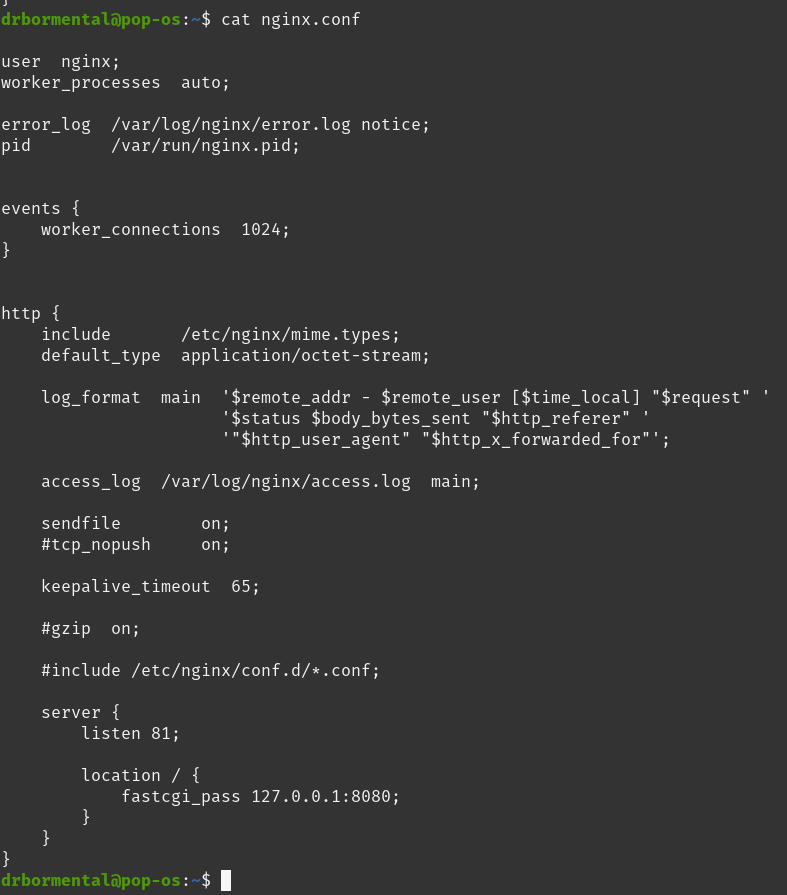 }
drbormental@pop-os:~$ cat nginx.conf

user  nginx;
worker_processes  auto;

error_log  /var/log/nginx/error.log notice;
pid        /var/run/nginx.pid;


events {
    worker_connections  1024;
}


http {
    include       /etc/nginx/mime.types;
    default_type  application/octet-stream;

    log_format  main  '$remote_addr - $remote_user [$time_local] "$request" '
                      '$status $body_bytes_sent "$http_referer" '
                      '"$http_user_agent" "$http_x_forwarded_for"';

    access_log  /var/log/nginx/access.log  main;

    sendfile        on;
    #tcp_nopush     on;

    keepalive_timeout  65;

    #gzip  on;

    #include /etc/nginx/conf.d/*.conf;

    server {
        listen 81;

        location / {
            fastcgi_pass 127.0.0.1:8080;
        }
    }
}
drbormental@pop-os:~$